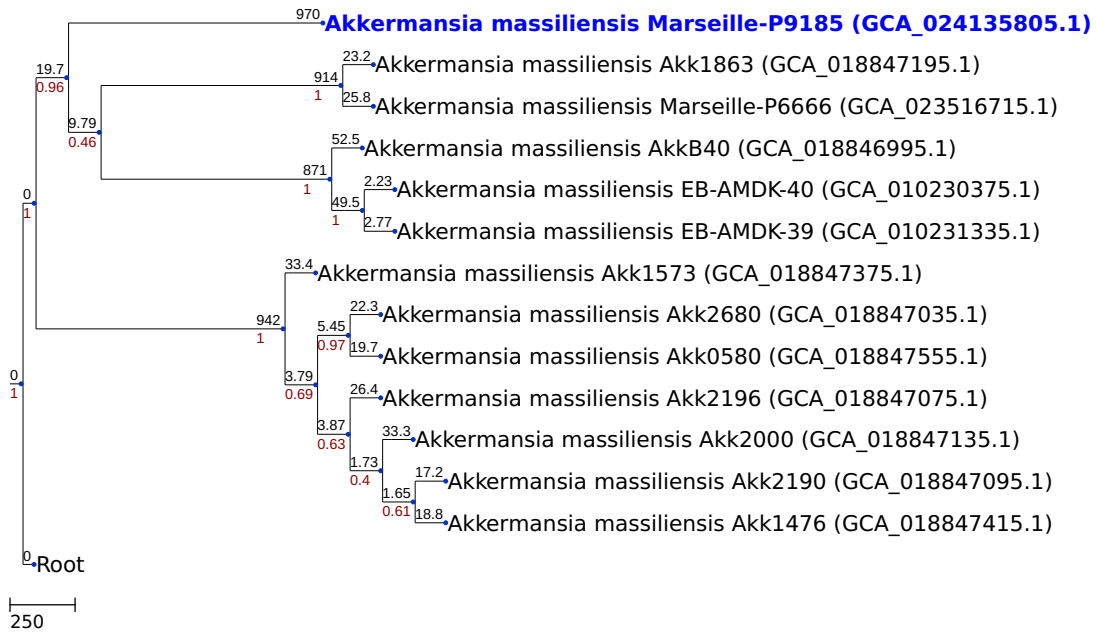 970
Akkermansia massiliensis Marseille-P9185 (GCA_024135805.1)
19.7
0.96
23.2
Akkermansia massiliensis Akk1863 (GCA_018847195.1)
914
1
25.8
Akkermansia massiliensis Marseille-P6666 (GCA_023516715.1)
9.79
0.46
52.5
Akkermansia massiliensis AkkB40 (GCA_018846995.1)
871
1
2.23
Akkermansia massiliensis EB-AMDK-40 (GCA_010230375.1)
0
1
49.5
1
2.77
Akkermansia massiliensis EB-AMDK-39 (GCA_010231335.1)
33.4
Akkermansia massiliensis Akk1573 (GCA_018847375.1)
942
1
22.3
Akkermansia massiliensis Akk2680 (GCA_018847035.1)
5.45
0.97
19.7
Akkermansia massiliensis Akk0580 (GCA_018847555.1)
0
1
3.79
0.69
26.4
Akkermansia massiliensis Akk2196 (GCA_018847075.1)
3.87
0.63
33.3
Akkermansia massiliensis Akk2000 (GCA_018847135.1)
1.73
0.4
17.2
Akkermansia massiliensis Akk2190 (GCA_018847095.1)
1.65
0.61
18.8
Akkermansia massiliensis Akk1476 (GCA_018847415.1)
0
Root
250